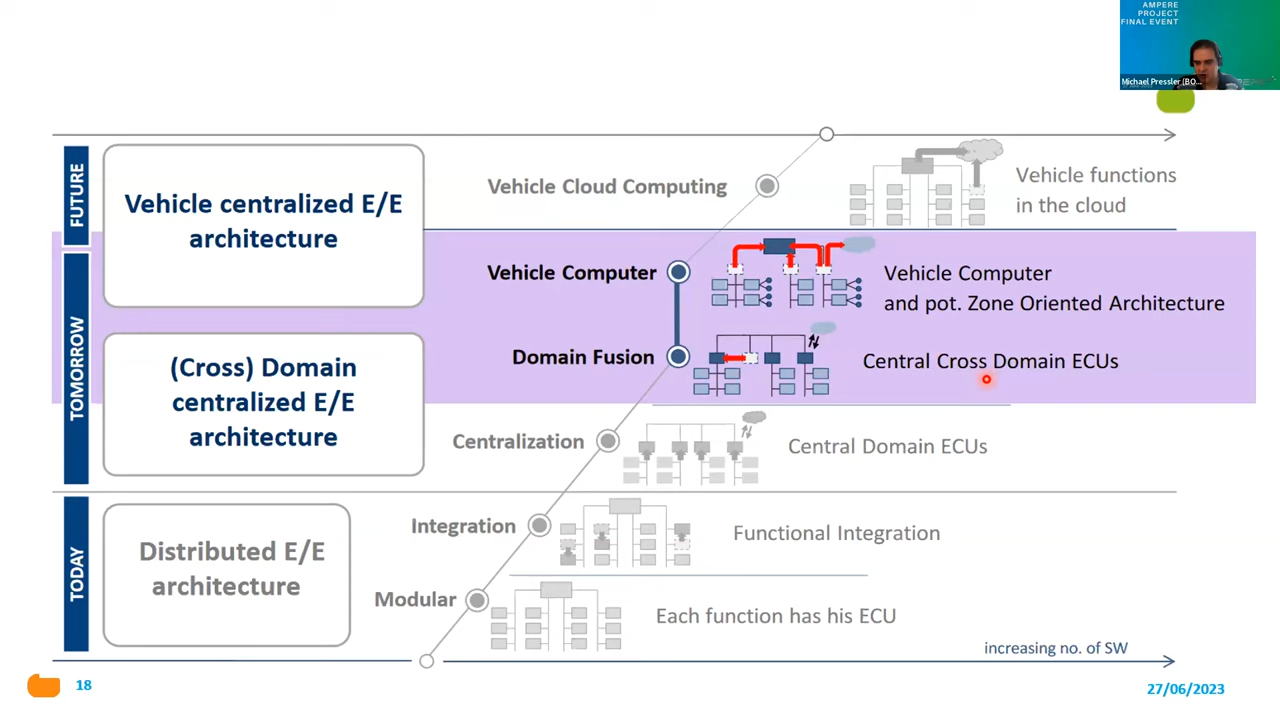 AMPERE
PROJECT
FINAL EVENT
Michael Pressler (BO...
FUTURE
Vehicle centralized E/E
architecture
Vehicle Cloud Computing
Vehicle functions
in the cloud
TOMORROW
Vehicle Computer
Vehicle Computer
and pot. Zone Oriented Architecture
(Cross) Domain
centralized E/E
architecture
Domain Fusion
Central Cross Domain ECUs
Centralization
Central Domain ECUs
TODAY
Distributed E/E
architecture
Integration
Functional Integration
Modular
Each function has his ECU
increasing no. of SW
18
27/06/2023